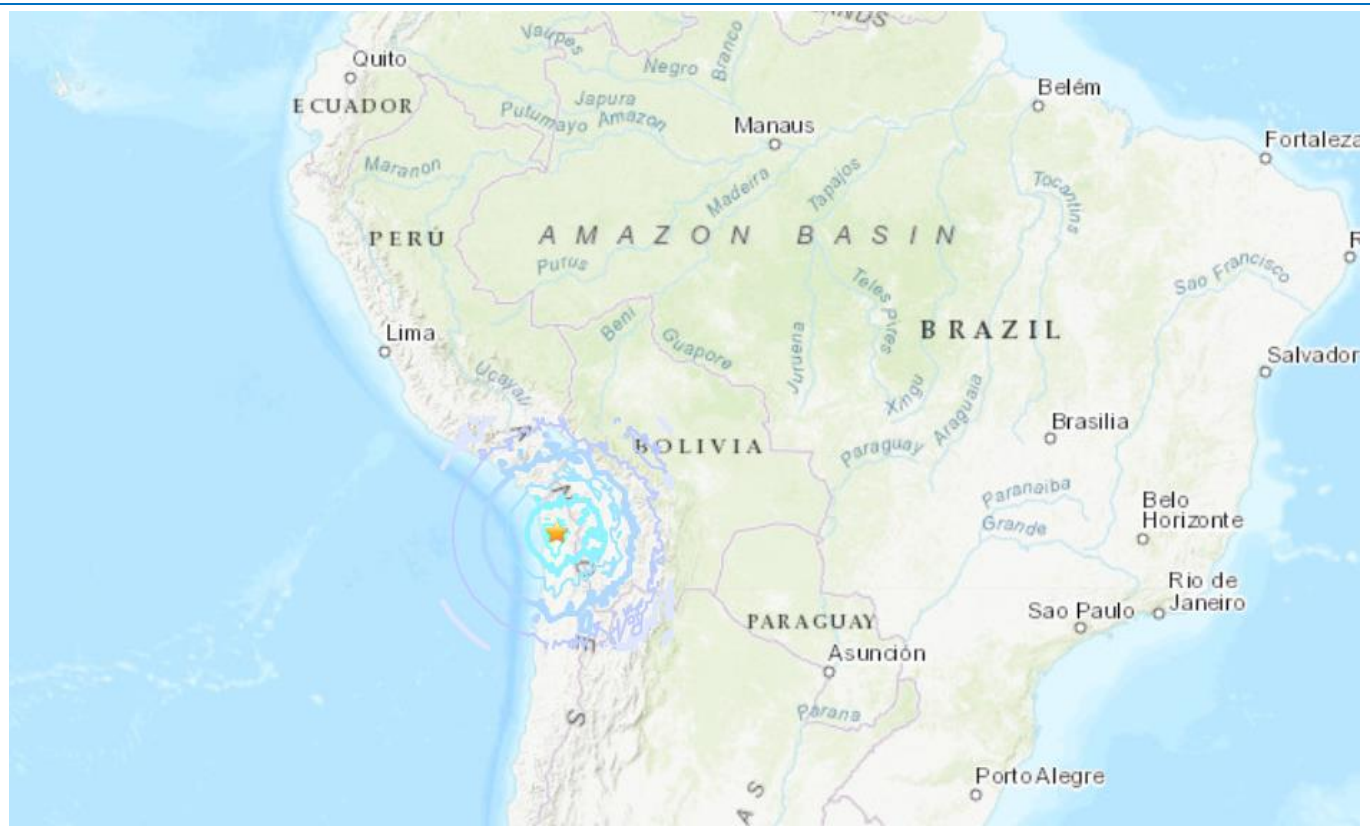 ANDS
Vaupes
Branco
Quito
Negro
ECUADOR
Japura
Belém
Putumayo
Amazon
Manaus
Fortaleza
Maranon
Madeira
Tapajos
Tocantins
PERÚ
AMAZON BASIN
R
Purus
Sao Francisco
Teles Pires
Beni
BRAZIL
Lima
Guapore
Juruena
Salvador
Ucayali
Xingu
Araguaia
Brasilia
BOLIVIA
Paraguay
A
N
D
E
S
Paranaiba
Belo
Horizonte
Grande
Rio de
Janeiro
Sao Paulo
PARAGUAY
Asunción
Parana
Porto Alegre
AS